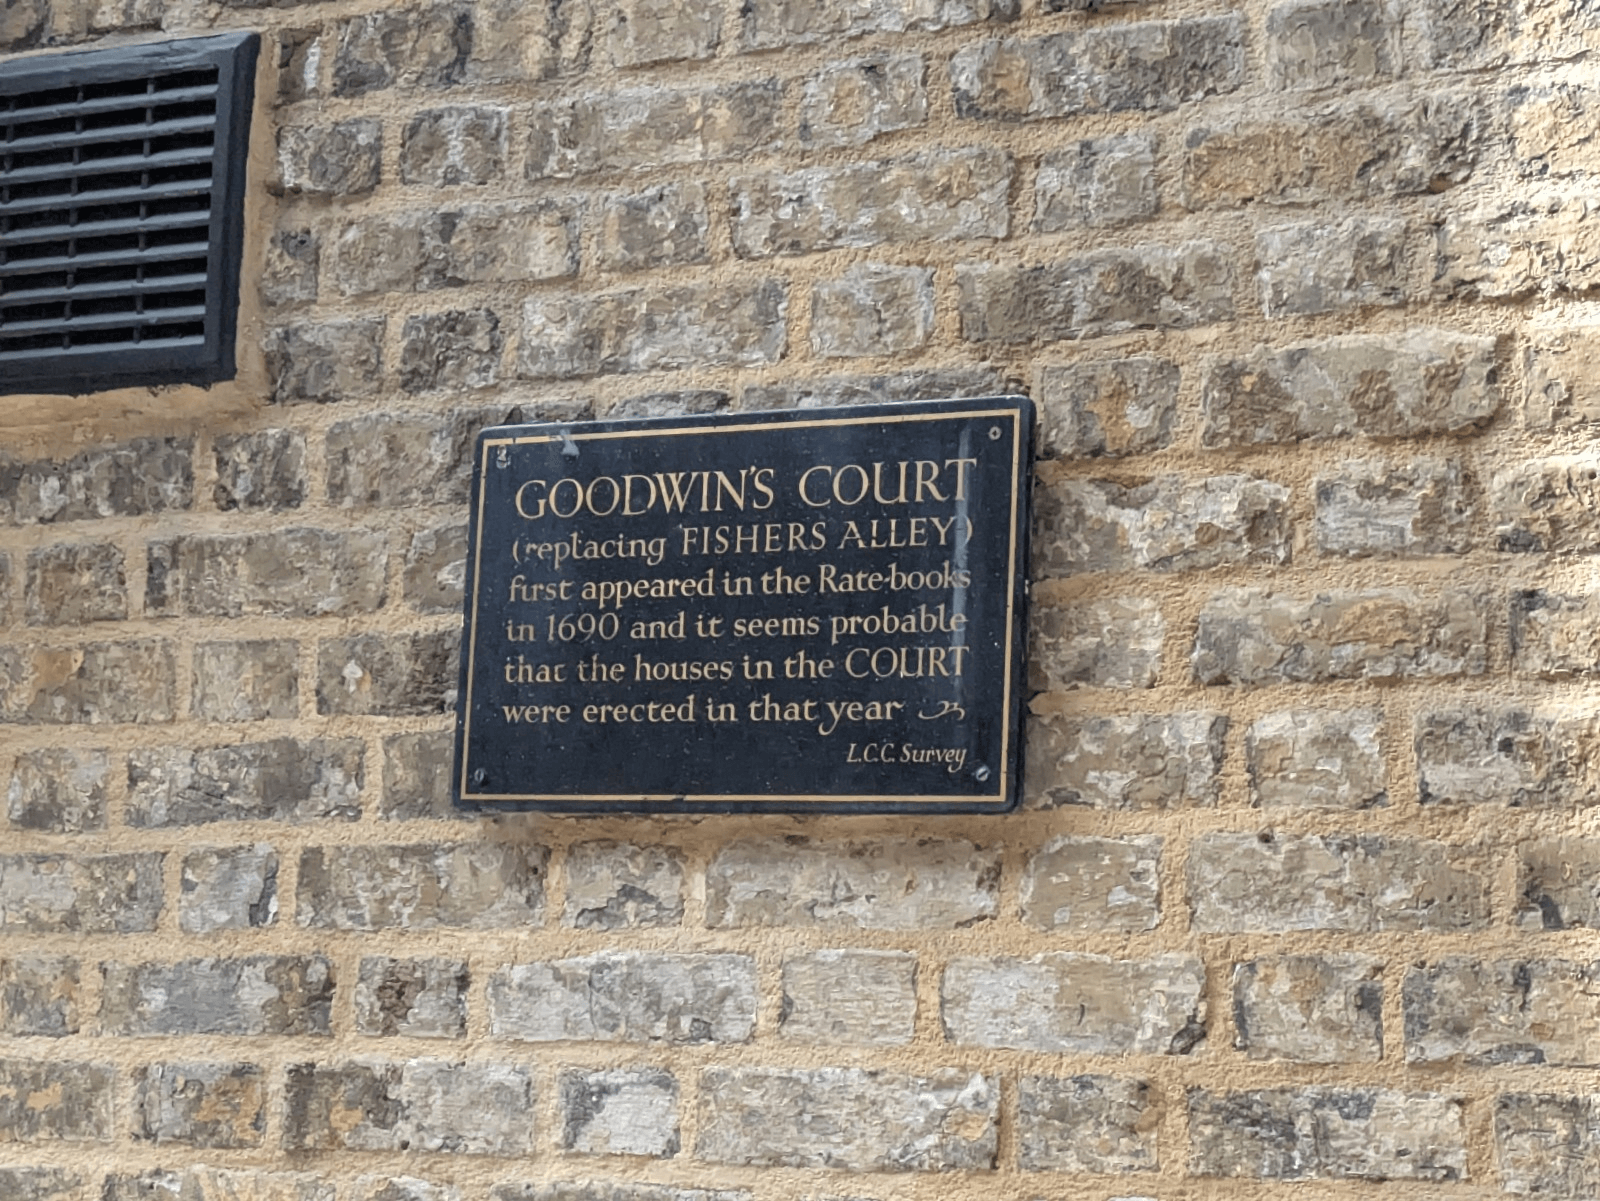 GOODWIN'S COURT
(replacing FISHERS ALLEY)
first appeared in the Rate-books
in 1690 and it seems probable
that the houses in the COURT
were erected in that year
L.C.C. Survey